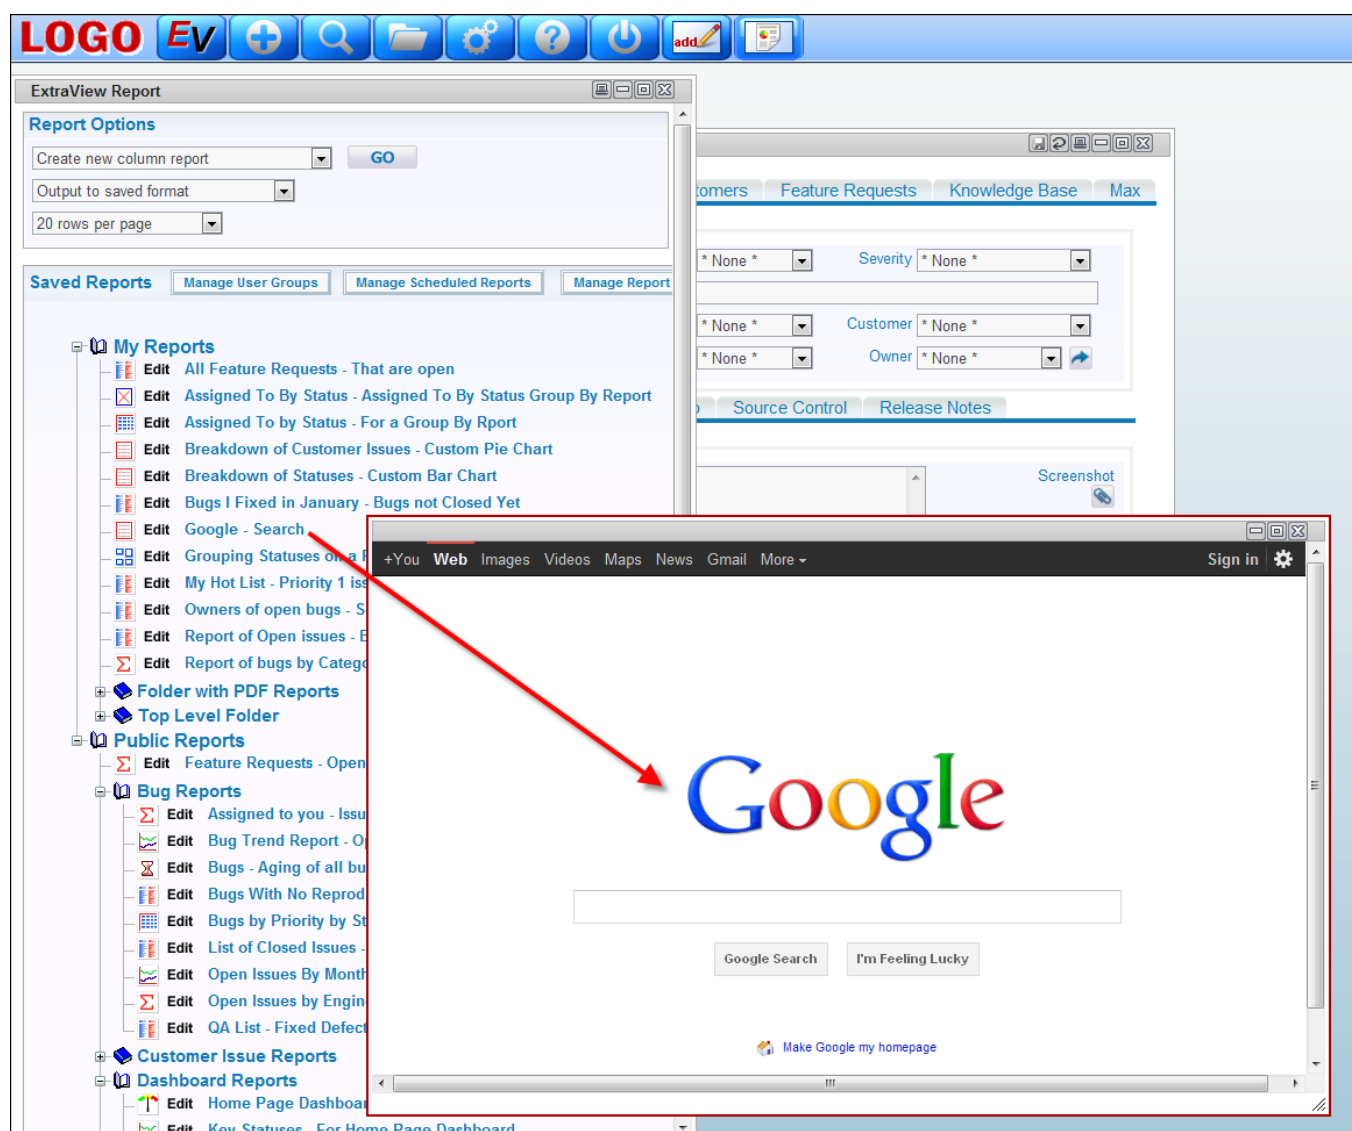 LOGO EV
add
ExtraView Report
Report Options
Create new column report GO
Output to saved format
20 rows per page
Saved Reports Manage User Groups Manage Scheduled Reports Manage Report
My Reports
Edit All Feature Requests - That are open
Edit Assigned To By Status - Assigned To By Status Group By Report
Edit Assigned To by Status - For a Group By Rport
Edit Breakdown of Customer Issues - Custom Pie Chart
Edit Breakdown of Statuses - Custom Bar Chart
Edit Bugs I Fixed in January - Bugs not Closed Yet
Edit Google - Search
Edit Grouping Statuses on a
Edit My Hot List - Priority 1 iss
Edit Owners of open bugs - S
Edit Report of Open issues - E
Edit Report of bugs by Catego
Folder with PDF Reports
Top Level Folder
Public Reports
Edit Feature Requests - Open
Bug Reports
Edit Assigned to you - Issu
Edit Bug Trend Report - O
Edit Bugs - Aging of all bu
Edit Bugs With No Reprod
Edit Bugs by Priority by St
Edit List of Closed Issues -
Edit Open Issues By Month
Edit Open Issues by Engin
Edit QA List - Fixed Defect
Customer Issue Reports
Dashboard Reports
Edit Home Page Dashboar
Edit Key Statuses - For Home Page Dashboard
tomers Feature Requests Knowledge Base Max
* None * Severity * None *
* None * Customer * None *
* None * Owner * None *
Source Control Release Notes
Screenshot
+You Web Images Videos Maps News Gmail More Sign in
Google
Google Search I'm Feeling Lucky
Make Google my homepage